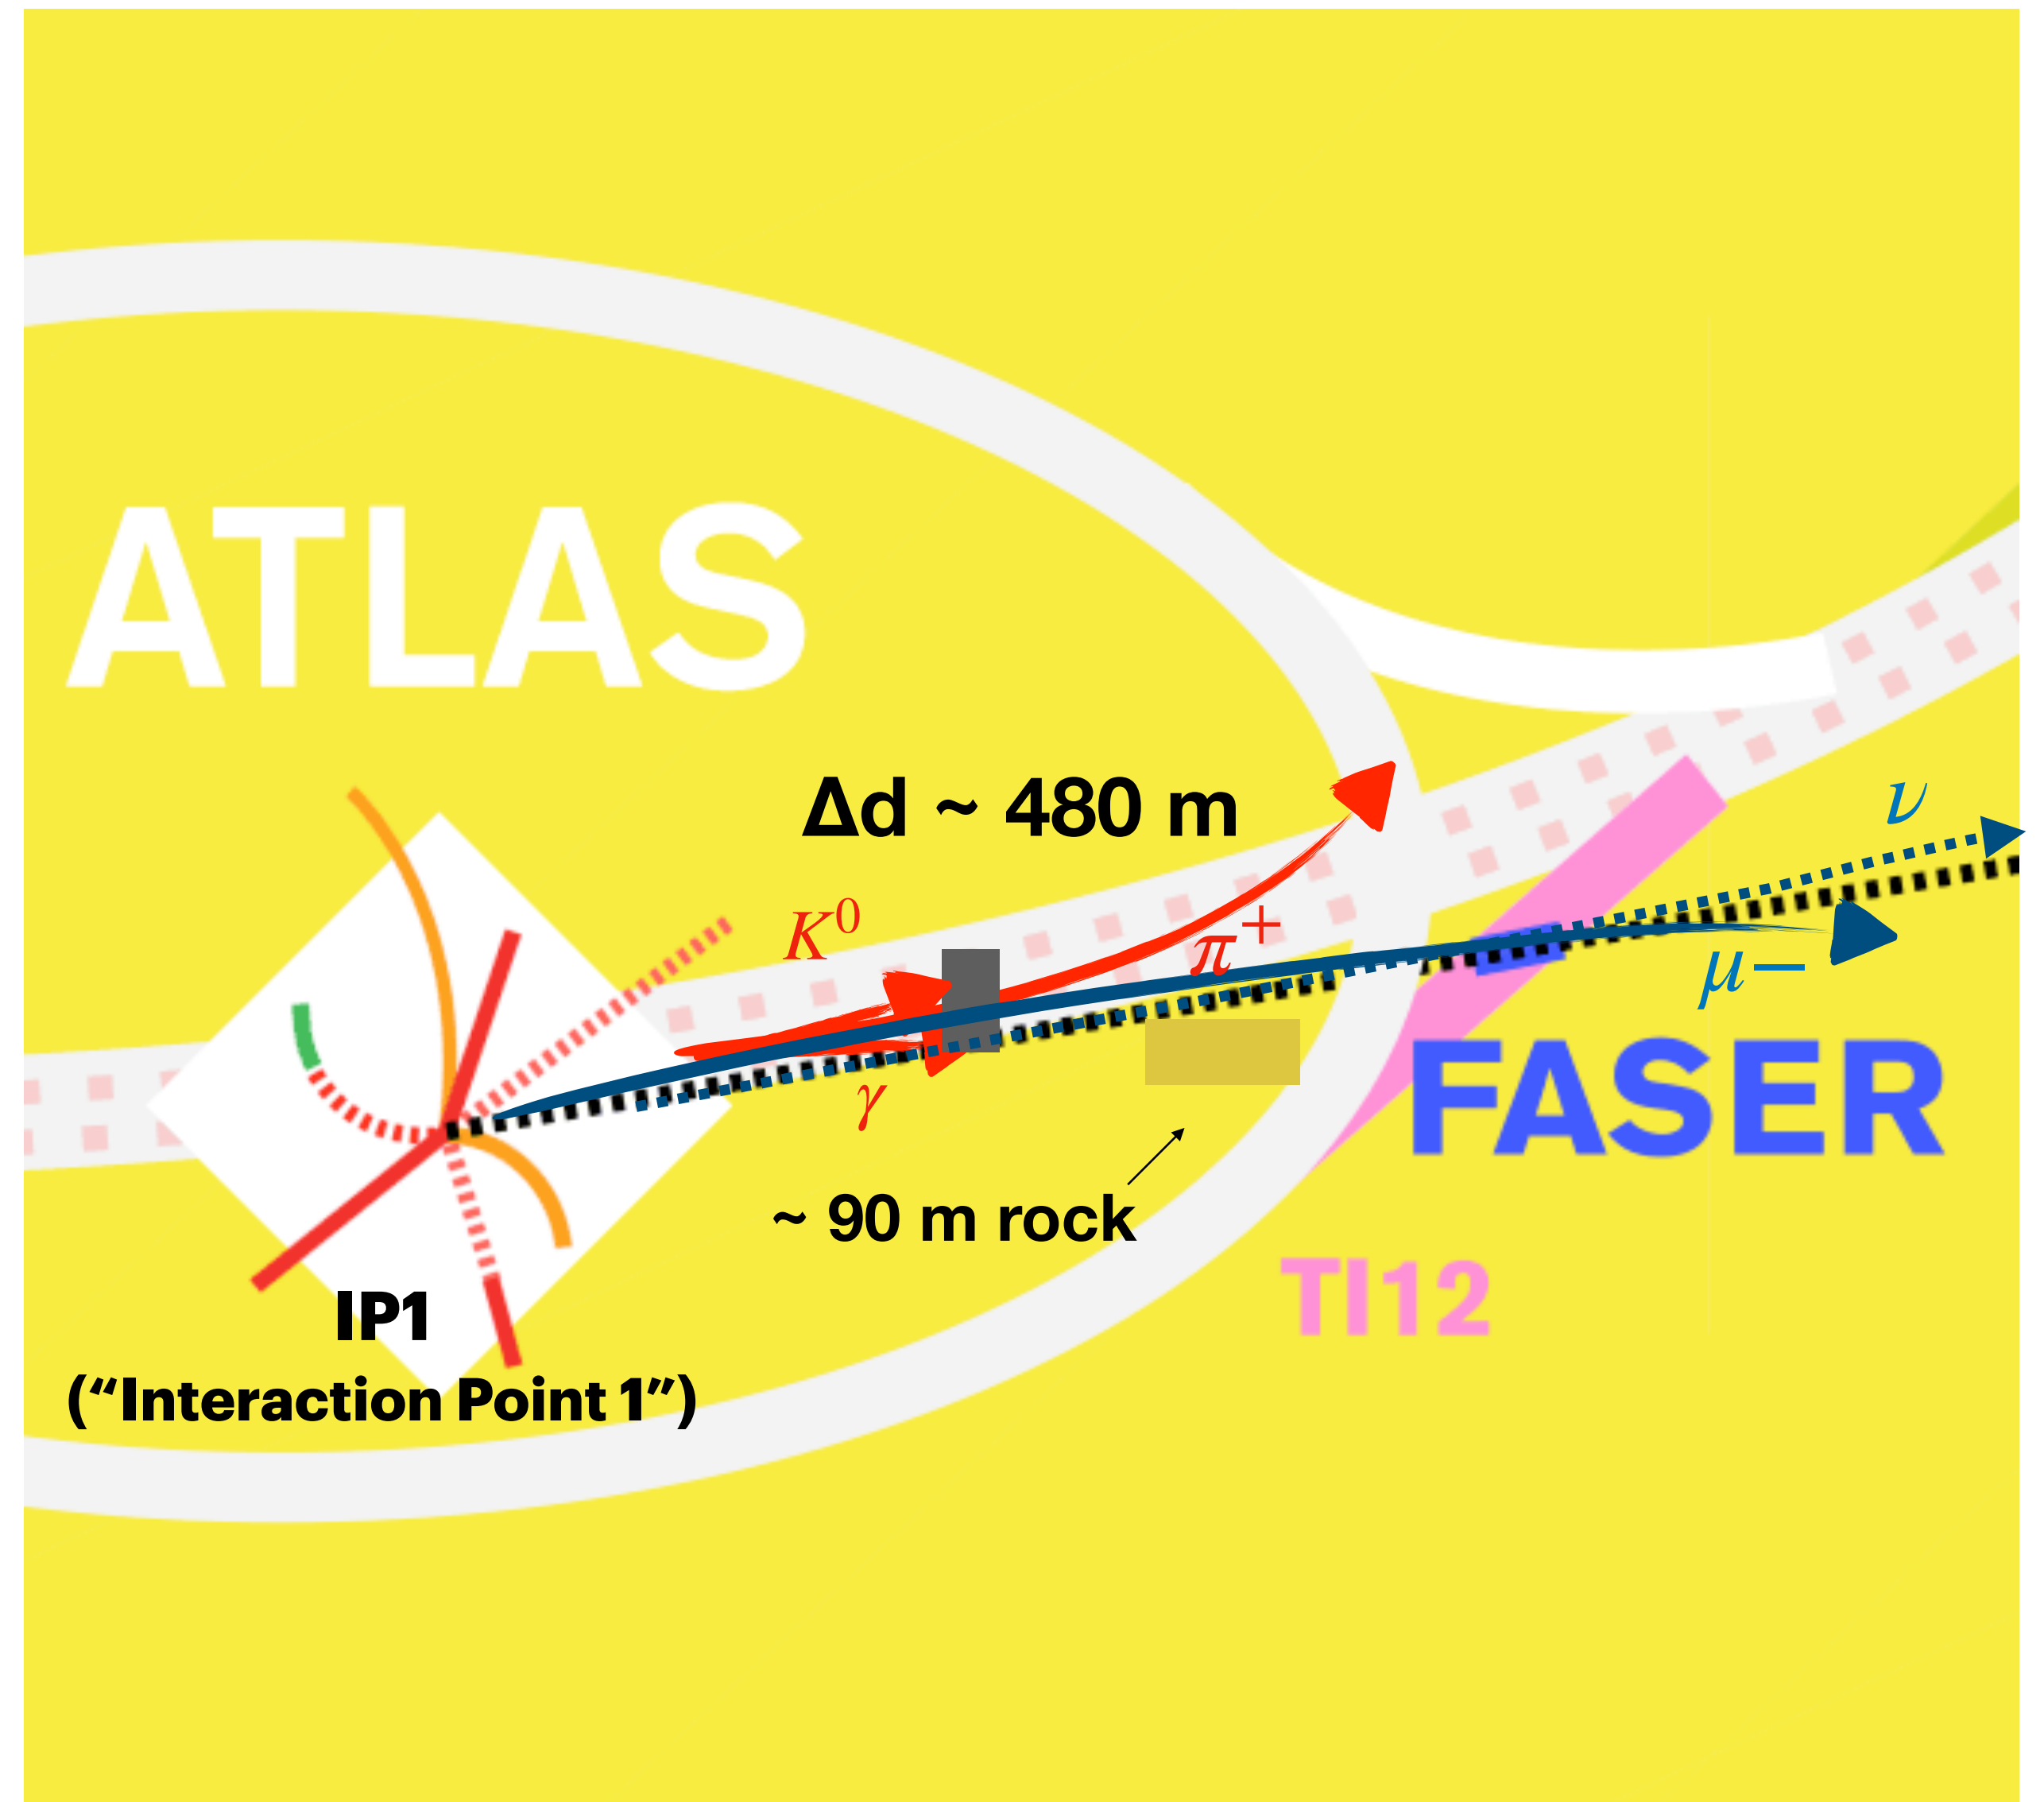 ATLAS
Δd ~ 480 m
ν
K⁰
π⁺
μ−
γ
FASER
~ 90 m rock
TI12
IP1
(“Interaction Point 1”)